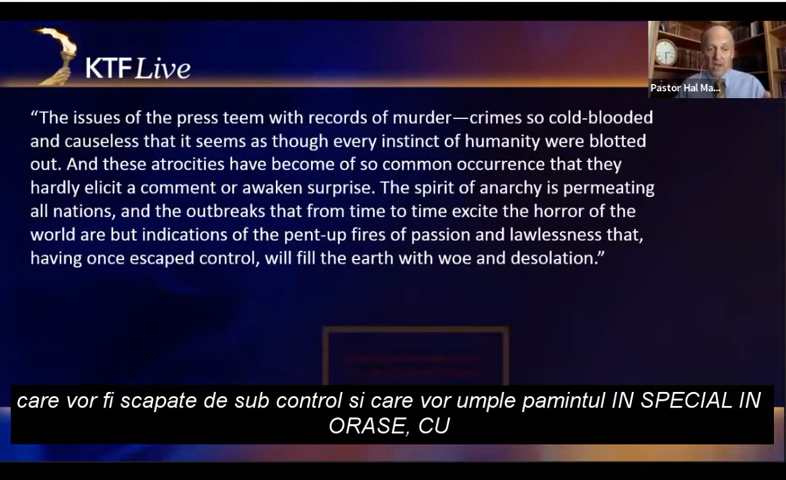 KTFLive
Pastor Hal Ma...
“The issues of the press teem with records of murder—crimes so cold-blooded
and causeless that it seems as though every instinct of humanity were blotted
out. And these atrocities have become of so common occurrence that they
hardly elicit a comment or awaken surprise. The spirit of anarchy is permeating
all nations, and the outbreaks that from time to time excite the horror of the
world are but indications of the pent-up fires of passion and lawlessness that,
having once escaped control, will fill the earth with woe and desolation.”
care vor fi scapate de sub control si care vor umple pamintul IN SPECIAL IN
ORASE, CU